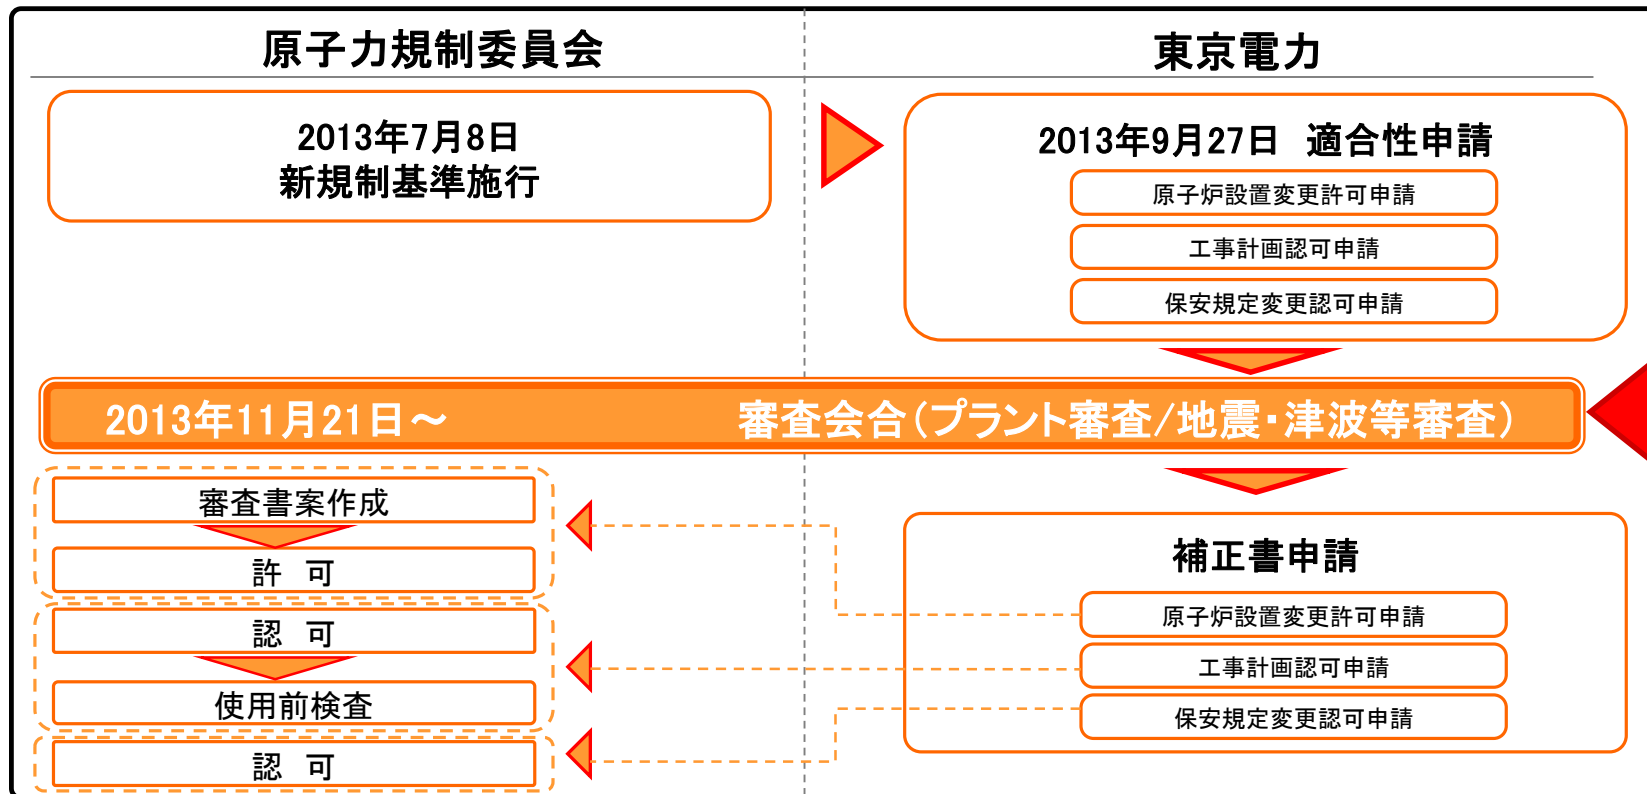 原子力規制委員会
東京電力
2013年7月8日
新規制基準施行
2013年9月27日 適合性申請
原子炉設置変更許可申請
工事計画認可申請
保安規定変更認可申請
2013年11月21日～ 審査会合(プラント審査/地震・津波等審査)
審査書案作成
許 可
認 可
使用前検査
認 可
補正書申請
原子炉設置変更許可申請
工事計画認可申請
保安規定変更認可申請